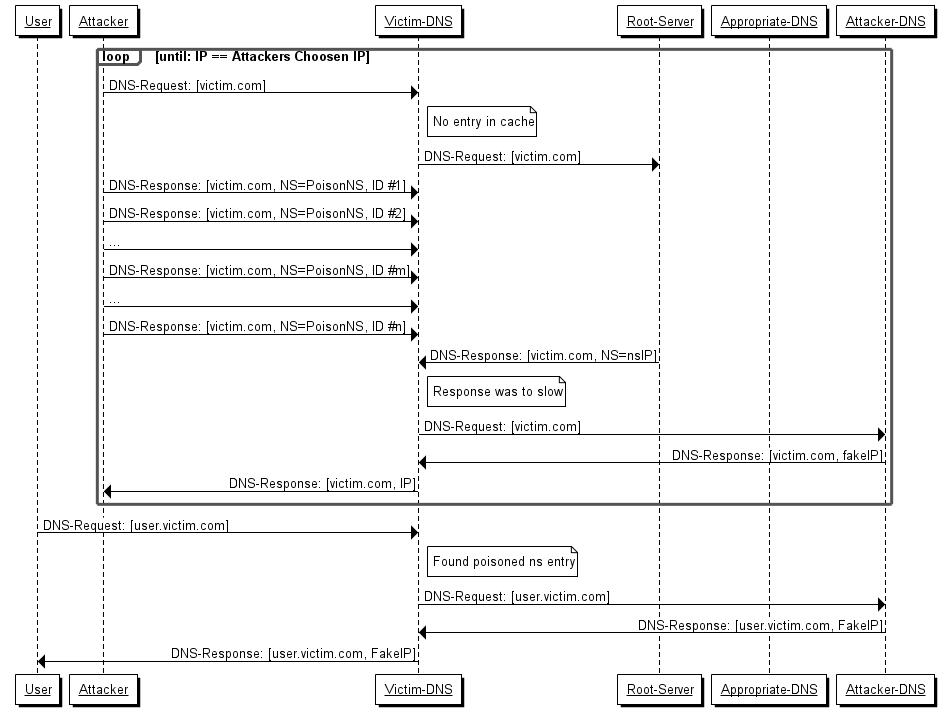 User
Attacker
Victim-DNS
Root-Server
Appropriate-DNS
Attacker-DNS
loop
[until: IP == Attackers Choosen IP]
DNS-Request: [victim.com]
No entry in cache
DNS-Request: [victim.com]
DNS-Response: [victim.com, NS=PoisonNS, ID #1]
DNS-Response: [victim.com, NS=PoisonNS, ID #2]
...
DNS-Response: [victim.com, NS=PoisonNS, ID #m]
...
DNS-Response: [victim.com, NS=PoisonNS, ID #n]
DNS-Response: [victim.com, NS=nsIP]
Response was to slow
DNS-Request: [victim.com]
DNS-Response: [victim.com, fakeIP]
DNS-Response: [victim.com, IP]
DNS-Request: [user.victim.com]
Found poisoned ns entry
DNS-Request: [user.victim.com]
DNS-Response: [user.victim.com, FakeIP]
DNS-Response: [user.victim.com, FakeIP]
User
Attacker
Victim-DNS
Root-Server
Appropriate-DNS
Attacker-DNS